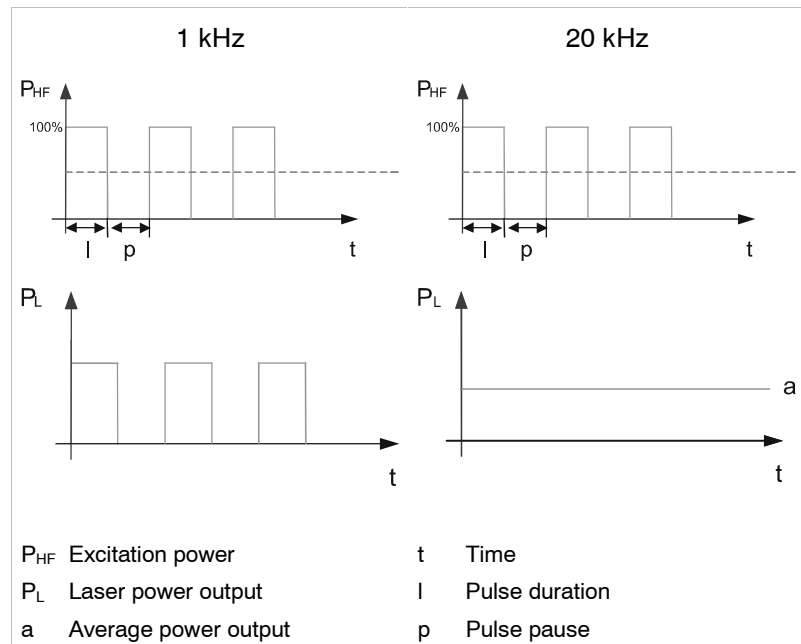 1 kHz
20 kHz
PHF
100%
l p t
PHF
100%
l p t
PL
t
PL
a
t
PHF Excitation power
t Time
PL Laser power output
l Pulse duration
a Average power output
p Pulse pause